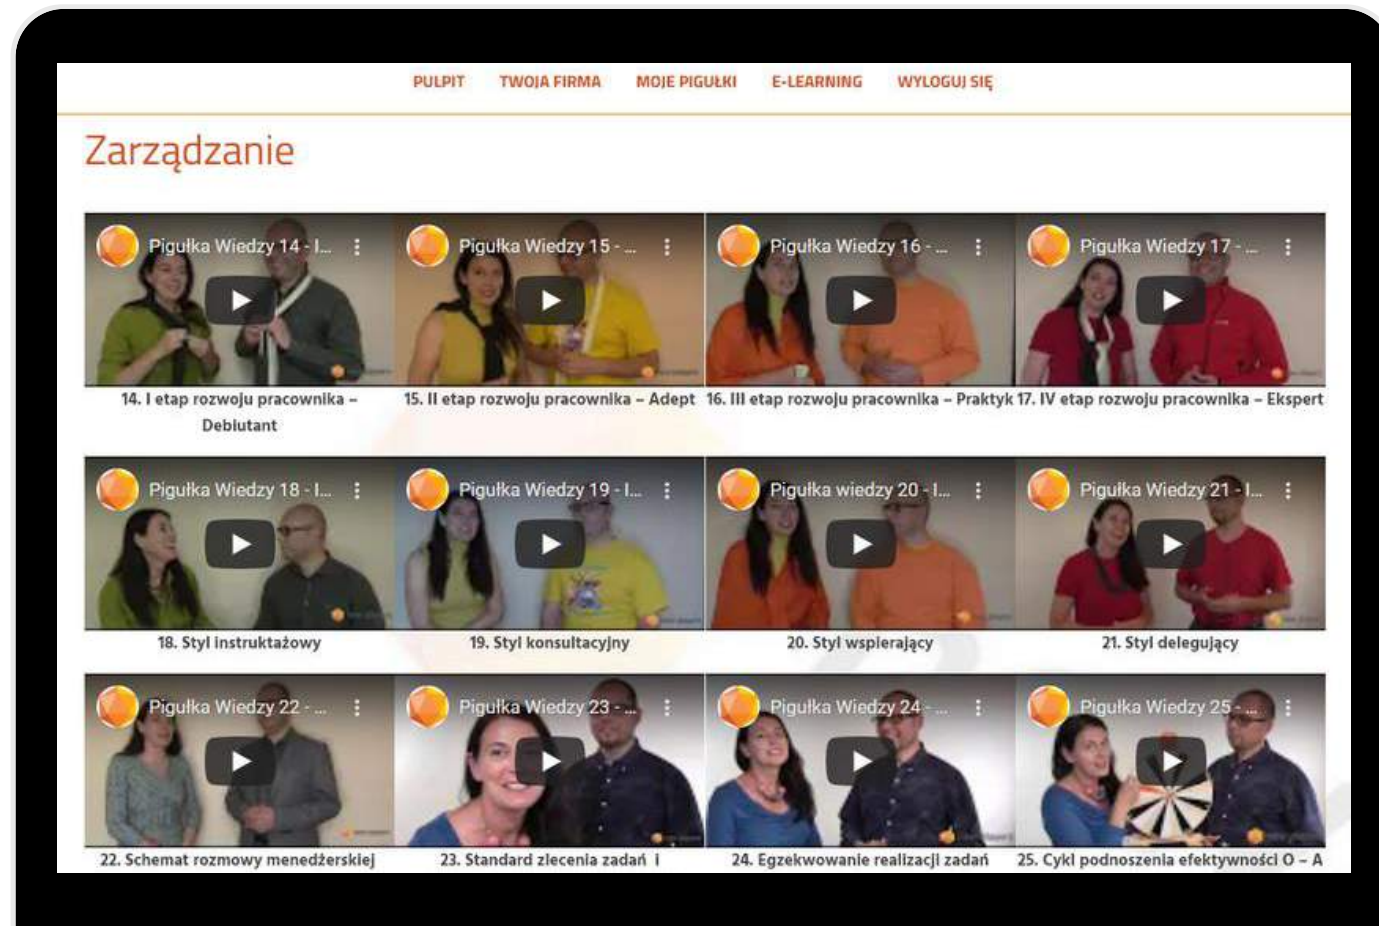 PULPIT TWOJA FIRMA MOJE PIGUŁKI E-LEARNING WYLOGUJ SIĘ
Zarządzanie
Pigułka Wiedzy 14 - I...
Pigułka Wiedzy 15 - ...
Pigułka Wiedzy 16 - ...
Pigułka Wiedzy 17 - ...
14. I etap rozwoju pracownika –
Debiutant
15. II etap rozwoju pracownika – Adept
16. III etap rozwoju pracownika – Praktyk
17. IV etap rozwoju pracownika – Ekspert
Pigułka Wiedzy 18 - I...
Pigułka Wiedzy 19 - I...
Pigułka wiedzy 20 - I...
Pigułka Wiedzy 21 - I...
18. Styl instruktażowy
19. Styl konsultacyjny
20. Styl wspierający
21. Styl delegujący
Pigułka Wiedzy 22 - ...
Pigułka Wiedzy 23 - ...
Pigułka Wiedzy 24 - ...
Pigułka Wiedzy 25 - ...
22. Schemat rozmowy menedżerskiej
23. Standard zlecenia zadań i
24. Egzekwowanie realizacji zadań
25. Cykl podnoszenia efektywności O – A